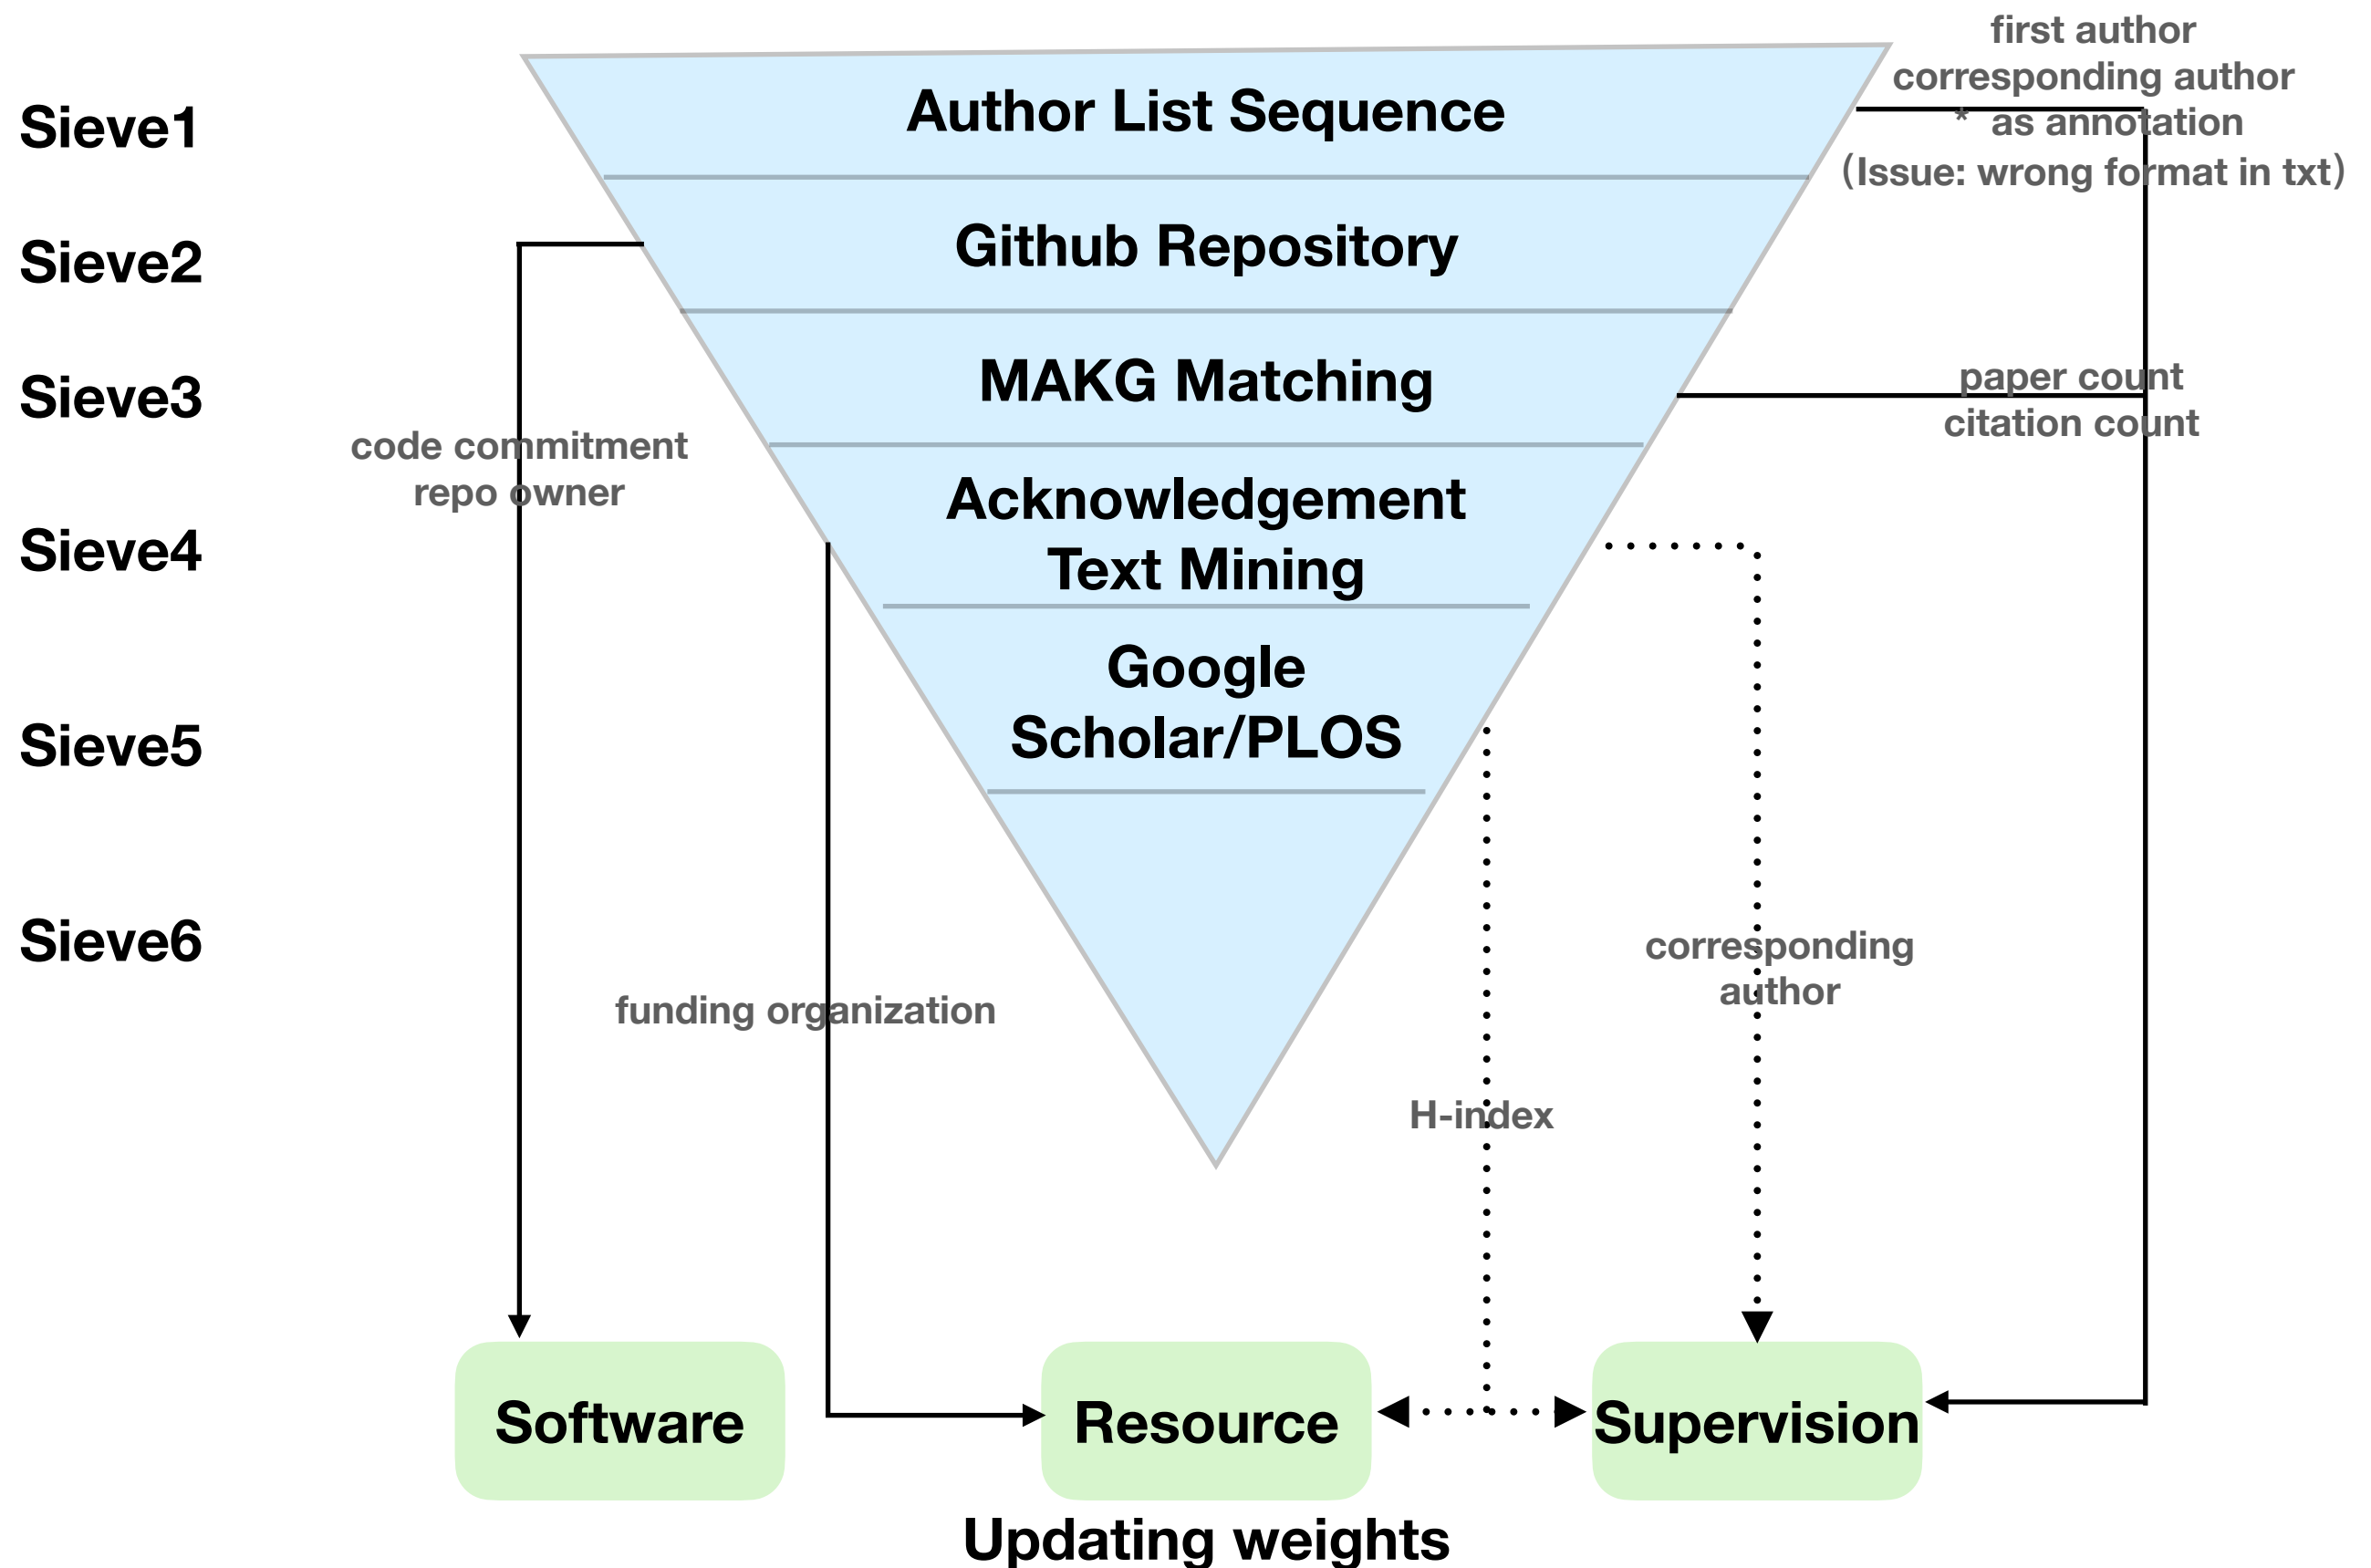 first author
corresponding author
* as annotation
(Issue: wrong format in txt)
Sieve1
Author List Sequence
Sieve2
Github Repository
Sieve3
MAKG Matching
paper count
citation count
code commitment
repo owner
Sieve4
Acknowledgement
Text Mining
Sieve5
Google
Scholar/PLOS
Sieve6
corresponding
author
funding organization
H-index
Software
Resource
Supervision
Updating weights